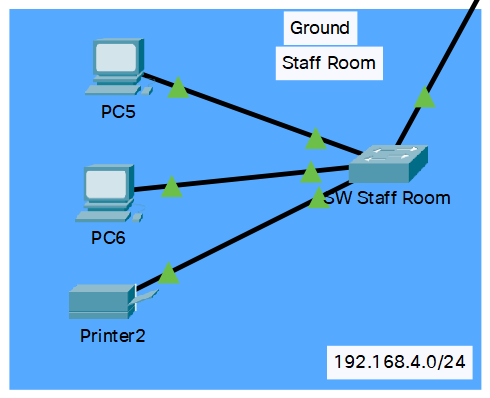 Ground
Staff Room
PC5
SW Staff Room
PC6
Printer2
192.168.4.0/24